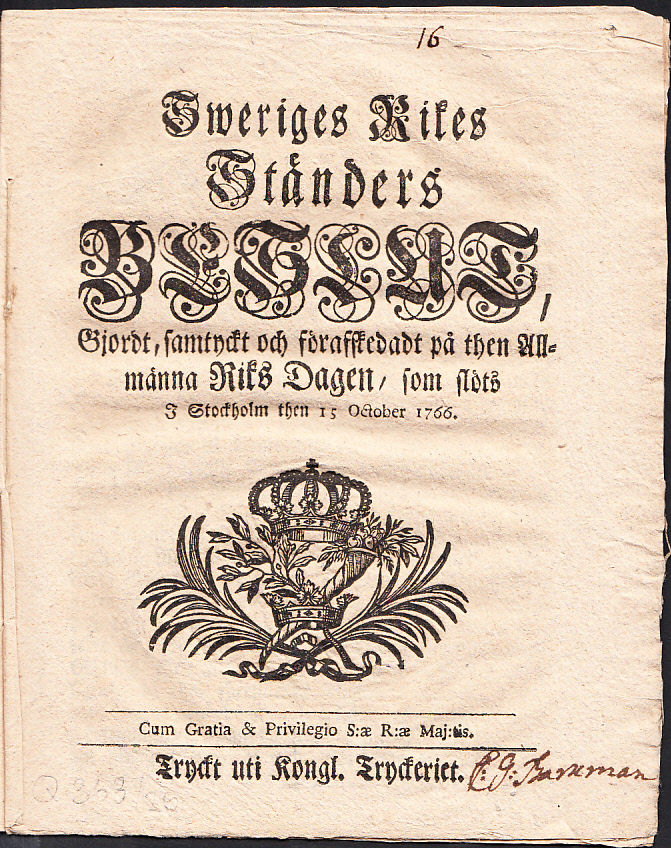 16
Sweriges Rikes
Ständers
BESLUT,
Gjordt, samtyckt och förafskedadt på then All-
männa Riks Dagen, som slöts
I Stockholm then 15 October 1766.
Cum Gratia & Privilegio S:æ R:æ Maj:tis.
Tryckt uti Kongl. Tryckeriet.